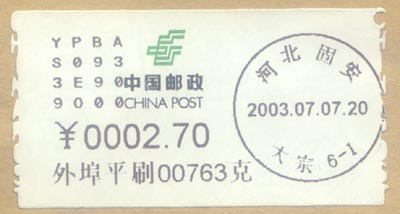 YPBA
S093
3E90
9000
中国邮政
CHINA POST
¥0002.70
外埠平刷00763克
河北 固安
2003.07.07.20
大宗 6-1